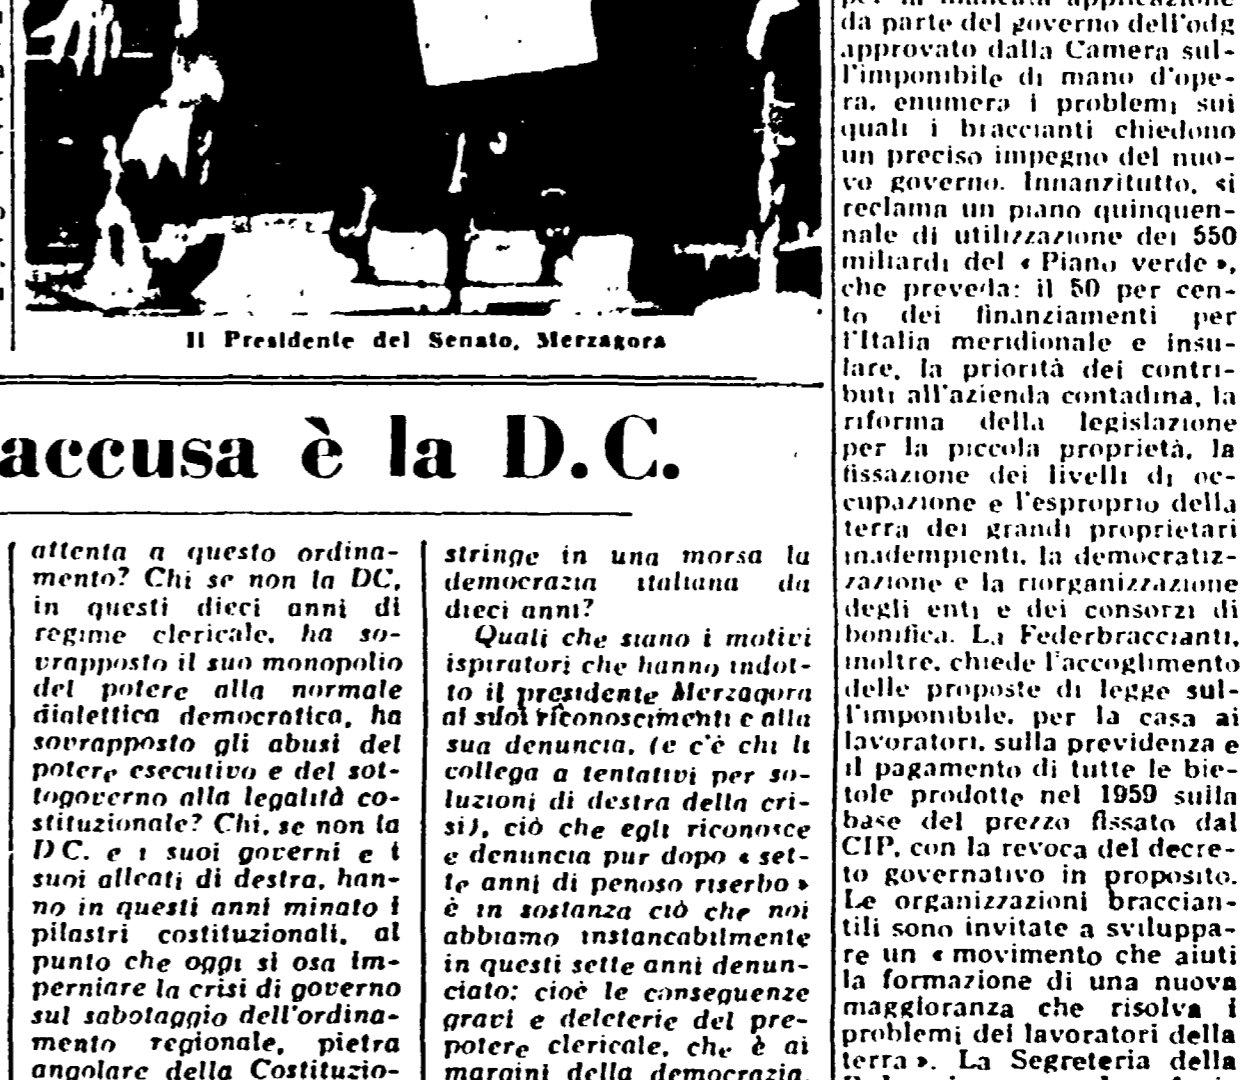 Il Presidente del Senato, Merzagora
accusa è la D.C.
attenta a questo ordina-
mento? Chi se non la DC,
in questi dieci anni di
regime clericale, ha so-
vrapposto il suo monopolio
del potere alla normale
dialettica democratica, ha
sovrapposto gli abusi del
potere esecutivo e del sot-
togoverno alla legalità co-
stituzionale? Chi, se non la
D C. e i suoi governi e i
suoi alleati di destra, han-
no in questi anni minato i
pilastri costituzionali, al
punto che oggi si osa im-
perniare la crisi di governo
sul sabotaggio dell'ordina-
mento regionale, pietra
angolare della Costituzio-
stringe in una morsa la
democrazia italiana da
dieci anni?
Quali che siano i motivi
ispiratori che hanno indot-
to il presidente Merzagora
ai suoi riconoscimenti e alla
sua denuncia, (e c'è chi li
collega a tentativi per so-
luzioni di destra della cri-
si), ciò che egli riconosce
e denuncia pur dopo « set-
te anni di penoso riserbo »
è in sostanza ciò che noi
abbiamo instancabilmente
in questi sette anni denun-
ciato: cioè le conseguenze
gravi e deleterie del pre-
potere clericale, che è ai
margini della democrazia,
per la mancata applicazione
da parte del governo dell'odg
approvato dalla Camera sul-
l'imponibile di mano d'ope-
ra, enumera i problemi sui
quali i braccianti chiedono
un preciso impegno del nuo-
vo governo. Innanzitutto, si
reclama un piano quinquen-
nale di utilizzazione dei 550
miliardi del « Piano verde »,
che preveda: il 50 per cen-
to dei finanziamenti per
l'Italia meridionale e insu-
lare, la priorità dei contri-
buti all'azienda contadina, la
riforma della legislazione
per la piccola proprietà, la
fissazione dei livelli di oc-
cupazione e l'esproprio della
terra dei grandi proprietari
inadempienti, la democratiz-
zazione e la riorganizzazione
degli enti e dei consorzi di
bonifica. La Federbraccianti,
inoltre, chiede l'accoglimento
delle proposte di legge sul-
l'imponibile, per la casa ai
lavoratori, sulla previdenza e
il pagamento di tutte le bie-
tole prodotte nel 1959 sulla
base del prezzo fissato dal
CIP, con la revoca del decre-
to governativo in proposito.
Le organizzazioni braccian-
tili sono invitate a sviluppa-
re un « movimento che aiuti
la formazione di una nuova
maggioranza che risolva i
problemi dei lavoratori della
terra ». La Segreteria della